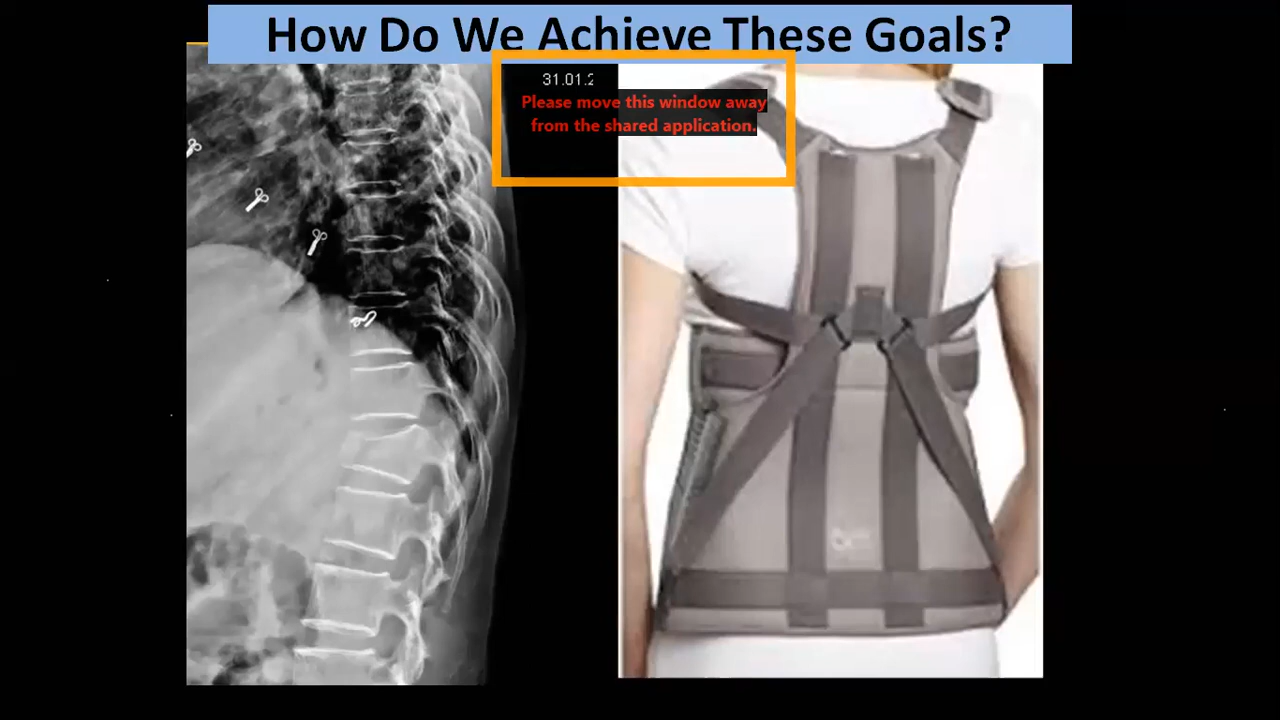 How Do We Achieve These Goals?
31.01.2
Please move this window away
from the shared application.